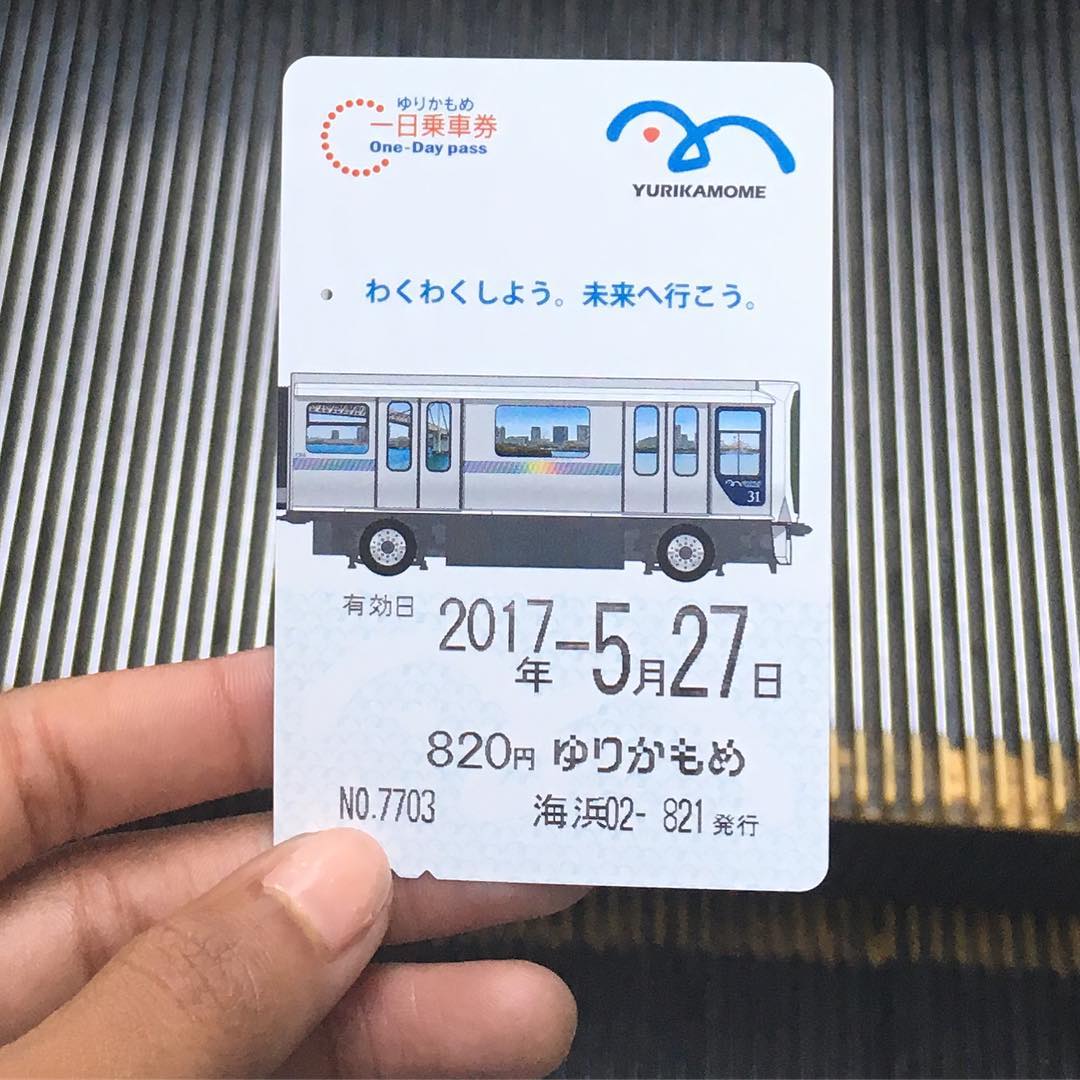 ゆりかもめ
一日乗車券
One-Day pass
YURIKAMOME
わくわくしよう。未来へ行こう。
31
有効日 2017年-5月27日
820円 ゆりかもめ
NO.7703 海浜02- 821発行